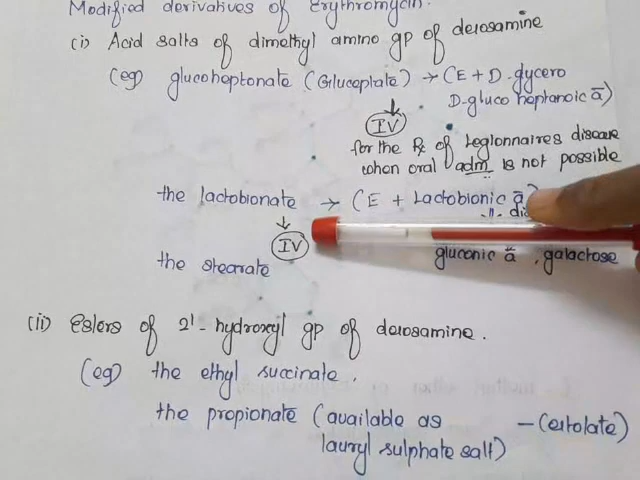 Modified derivatives of Erythromycin.
(i) Acid salts of dimethyl amino gp of desosamine
(eg) glucoheptonate (Gluceptate) → (E + D-glycero
D-gluco heptanoic ā)
↓
IV
for the Rx of Legionnaires disease
when oral adm is not possible
the lactobionate → (E + Lactobionic ā)
↓
IV
gluconic ā, galactose
the stearate
(ii) Esters of 2'-hydroxyl gp of desosamine.
(eg) the ethyl succinate.
the propionate (available as – (estolate)
lauryl sulphate salt)